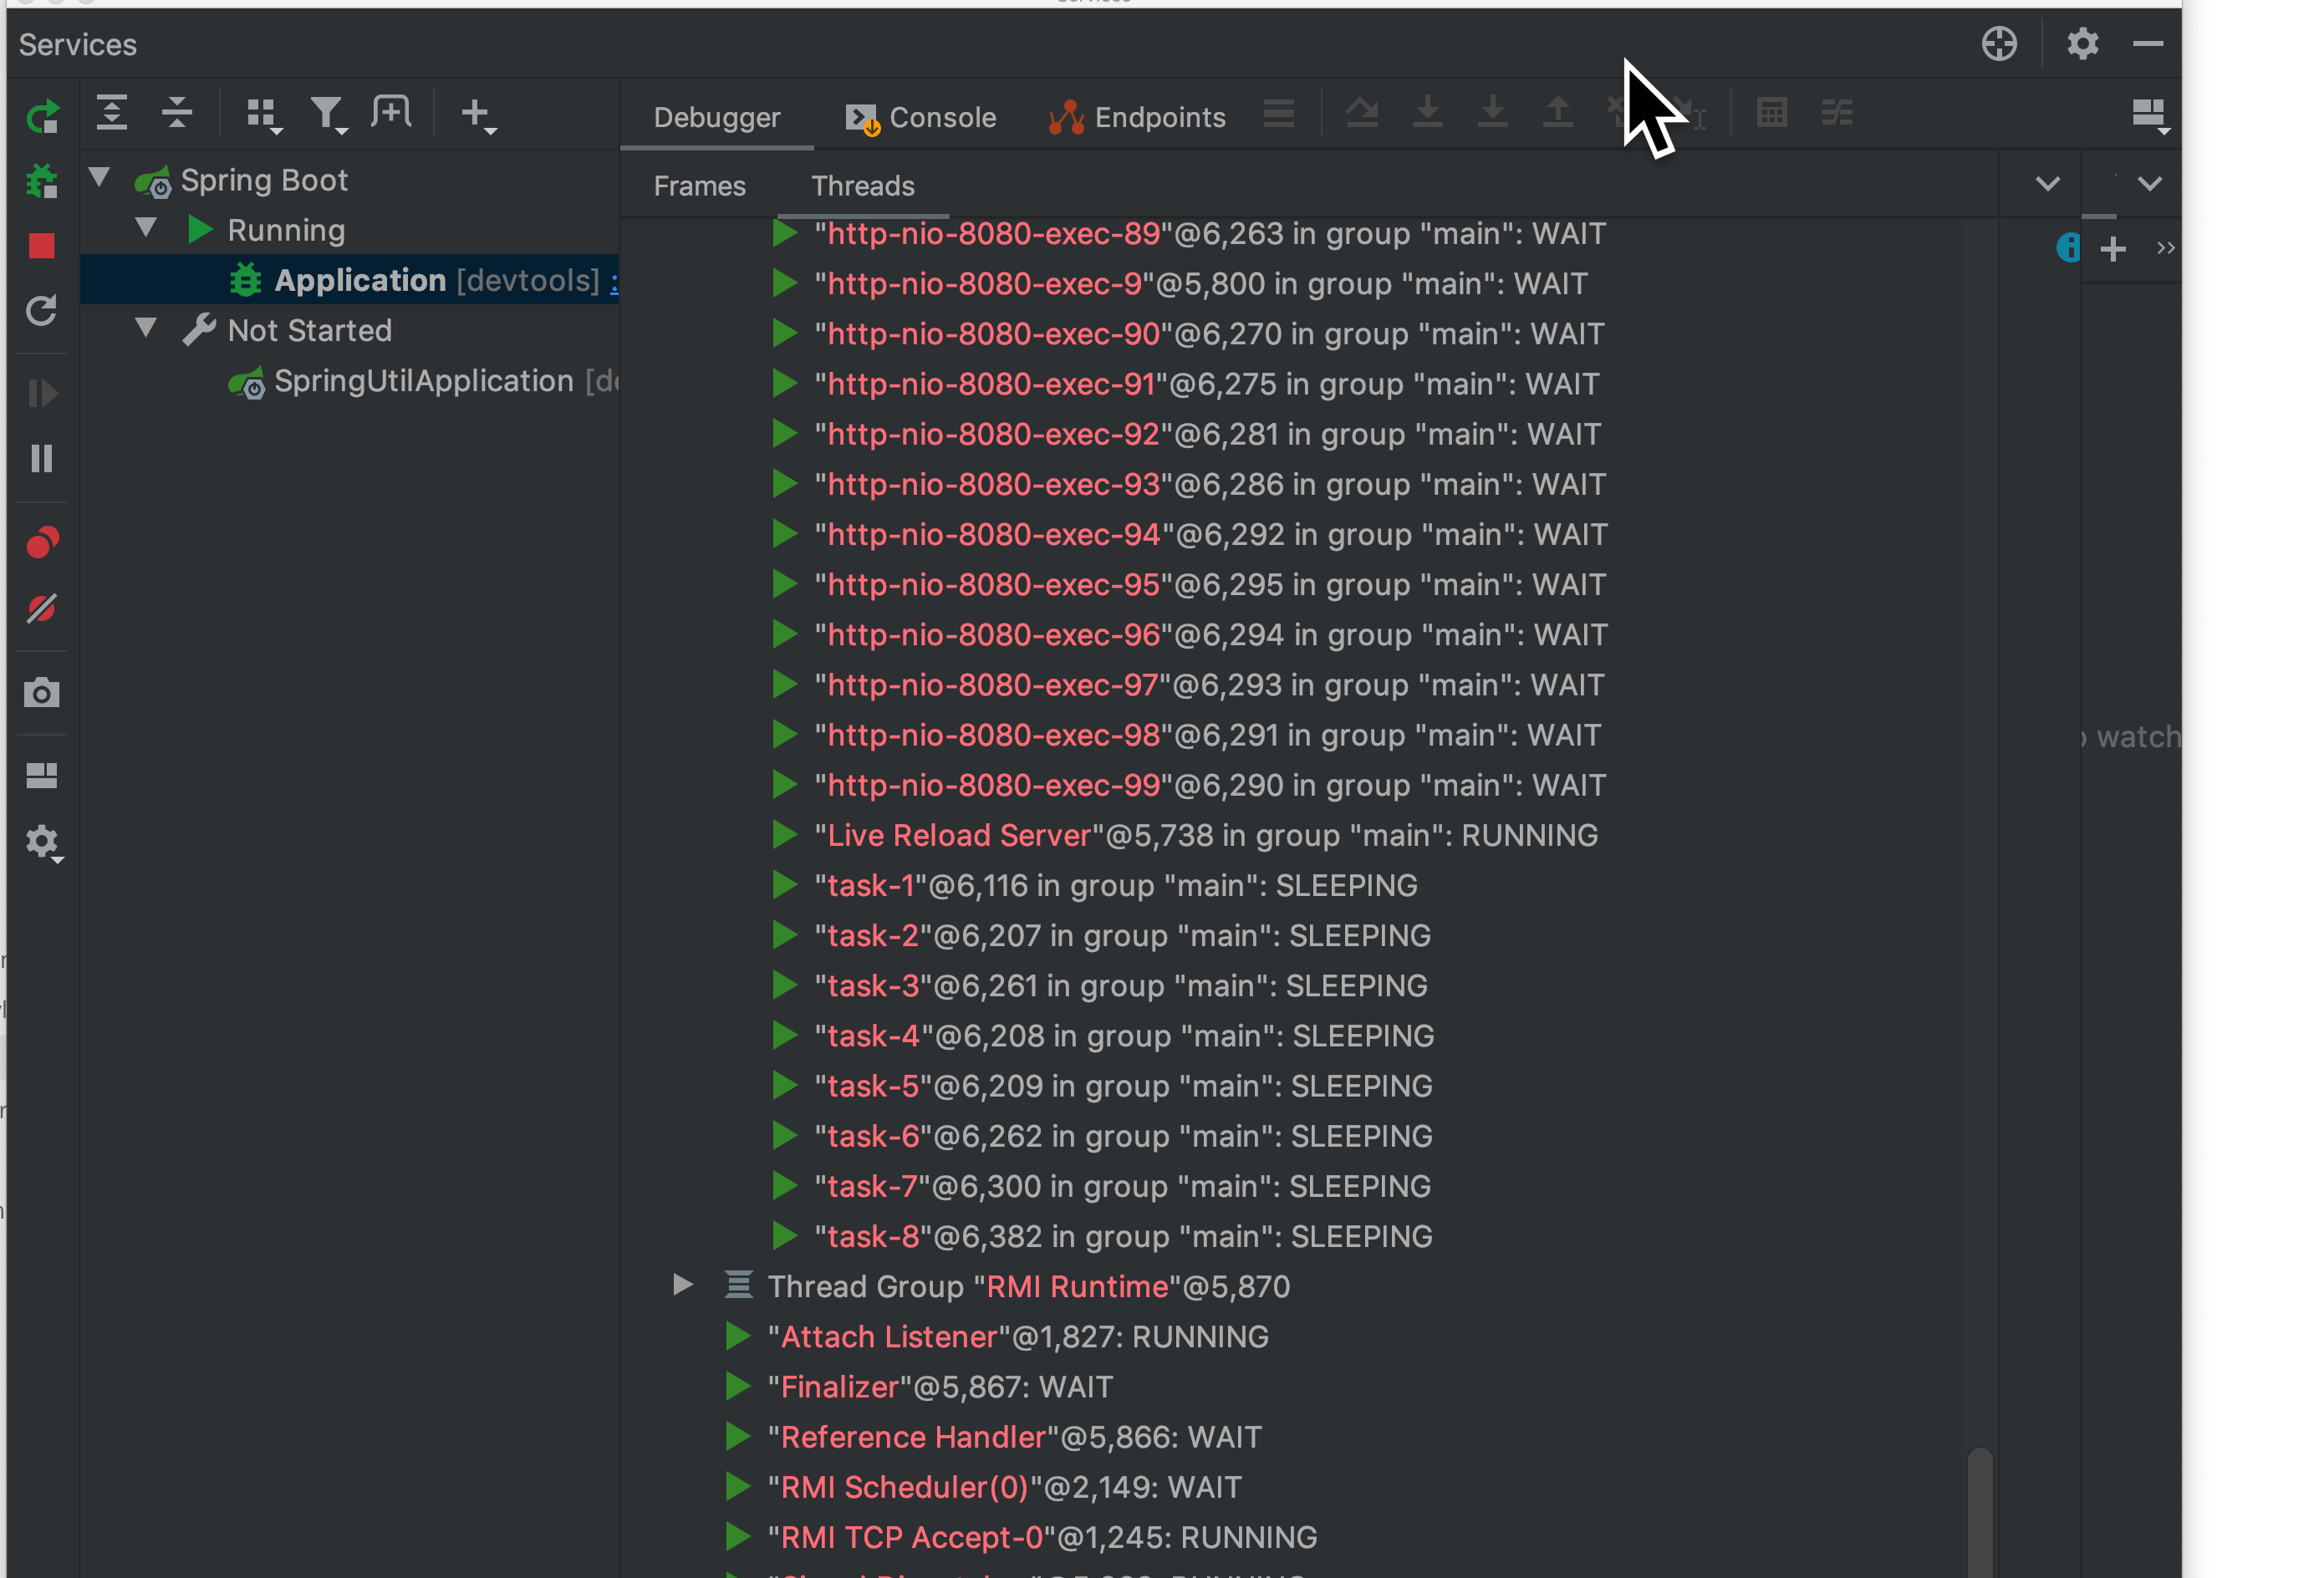 Services
Debugger
Console
Endpoints
Spring Boot
Running
Application [devtools] :
Not Started
SpringUtilApplication [de
Frames
Threads
"http-nio-8080-exec-89"@6,263 in group "main": WAIT
"http-nio-8080-exec-9"@5,800 in group "main": WAIT
"http-nio-8080-exec-90"@6,270 in group "main": WAIT
"http-nio-8080-exec-91"@6,275 in group "main": WAIT
"http-nio-8080-exec-92"@6,281 in group "main": WAIT
"http-nio-8080-exec-93"@6,286 in group "main": WAIT
"http-nio-8080-exec-94"@6,292 in group "main": WAIT
"http-nio-8080-exec-95"@6,295 in group "main": WAIT
"http-nio-8080-exec-96"@6,294 in group "main": WAIT
"http-nio-8080-exec-97"@6,293 in group "main": WAIT
"http-nio-8080-exec-98"@6,291 in group "main": WAIT
"http-nio-8080-exec-99"@6,290 in group "main": WAIT
"Live Reload Server"@5,738 in group "main": RUNNING
"task-1"@6,116 in group "main": SLEEPING
"task-2"@6,207 in group "main": SLEEPING
"task-3"@6,261 in group "main": SLEEPING
"task-4"@6,208 in group "main": SLEEPING
"task-5"@6,209 in group "main": SLEEPING
"task-6"@6,262 in group "main": SLEEPING
"task-7"@6,300 in group "main": SLEEPING
"task-8"@6,382 in group "main": SLEEPING
Thread Group "RMI Runtime"@5,870
"Attach Listener"@1,827: RUNNING
"Finalizer"@5,867: WAIT
"Reference Handler"@5,866: WAIT
"RMI Scheduler(0)"@2,149: WAIT
"RMI TCP Accept-0"@1,245: RUNNING
watch